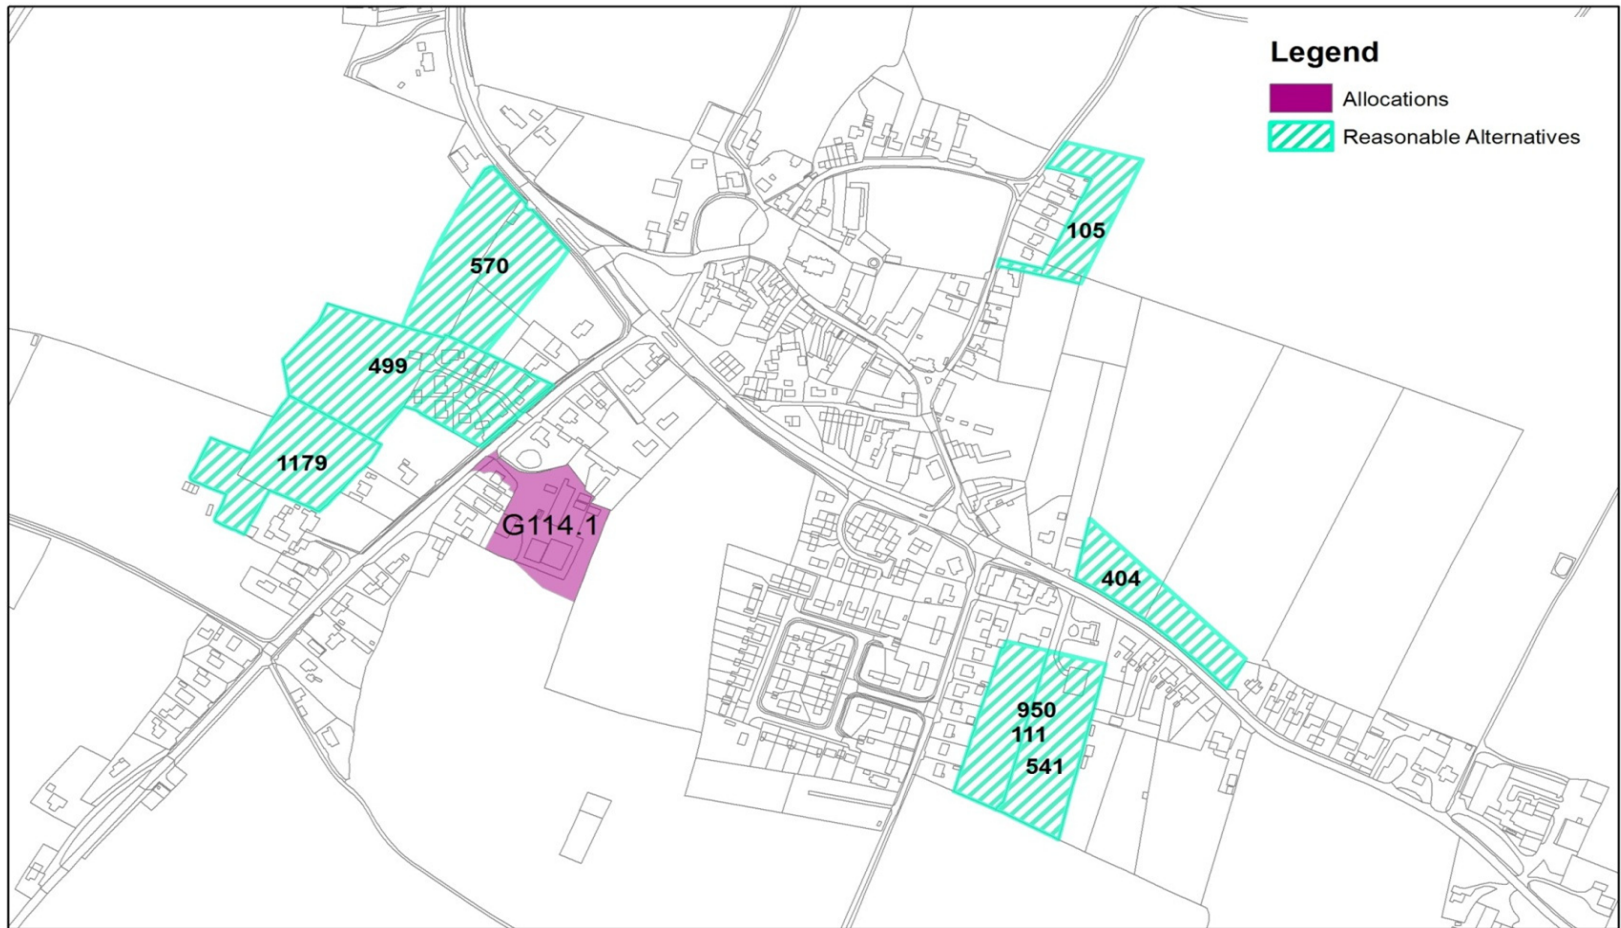 Legend
Allocations
Reasonable Alternatives
105
570
499
1179
G114.1
404
950
111
541